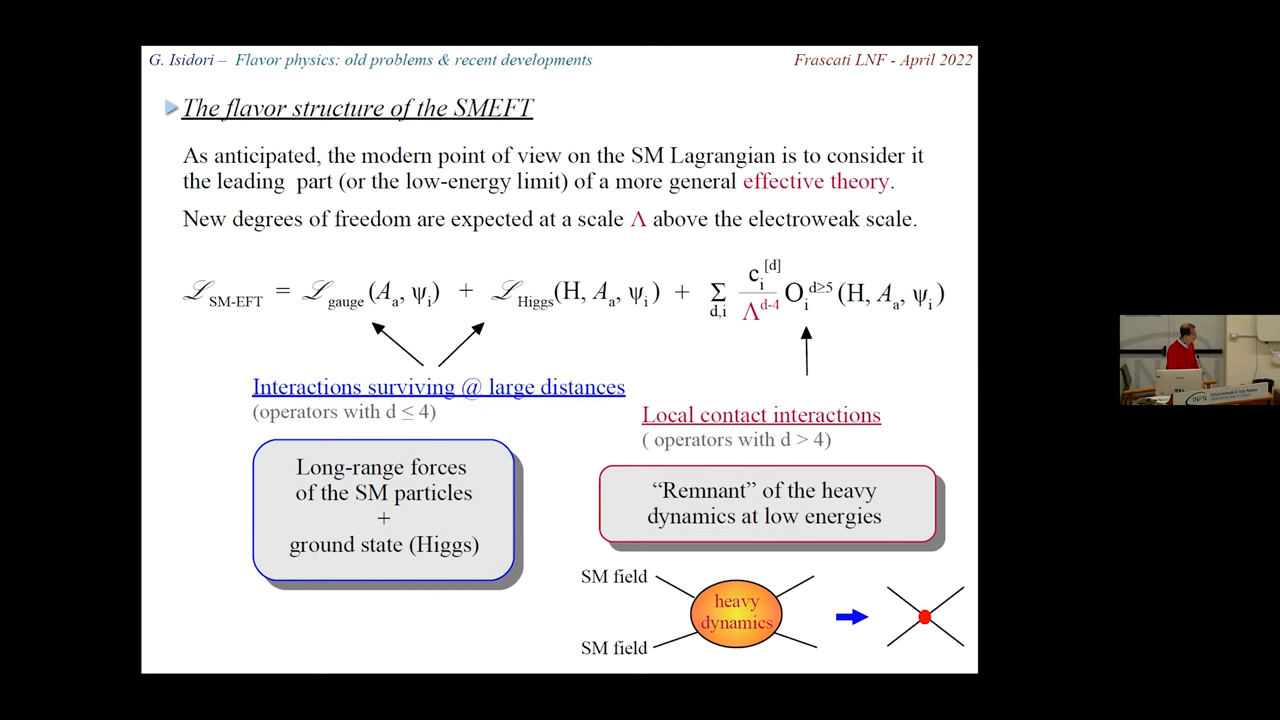 G. Isidori – Flavor physics: old problems & recent developments
Frascati LNF - April 2022
The flavor structure of the SMEFT
As anticipated, the modern point of view on the SM Lagrangian is to consider it
the leading part (or the low-energy limit) of a more general effective theory.
New degrees of freedom are expected at a scale Λ above the electroweak scale.
ℒ_SM-EFT = ℒ_gauge (A_a, ψ_i) + ℒ_Higgs(H, A_a, ψ_i) + Σ_d,i c_i^[d] / Λ^d-4 O_i^d≥5 (H, A_a, ψ_i)
Interactions surviving @ large distances
(operators with d ≤ 4)
Local contact interactions
( operators with d > 4)
Long-range forces
of the SM particles
+
ground state (Higgs)
“Remnant” of the heavy
dynamics at low energies
SM field
heavy
dynamics
SM field
INFN